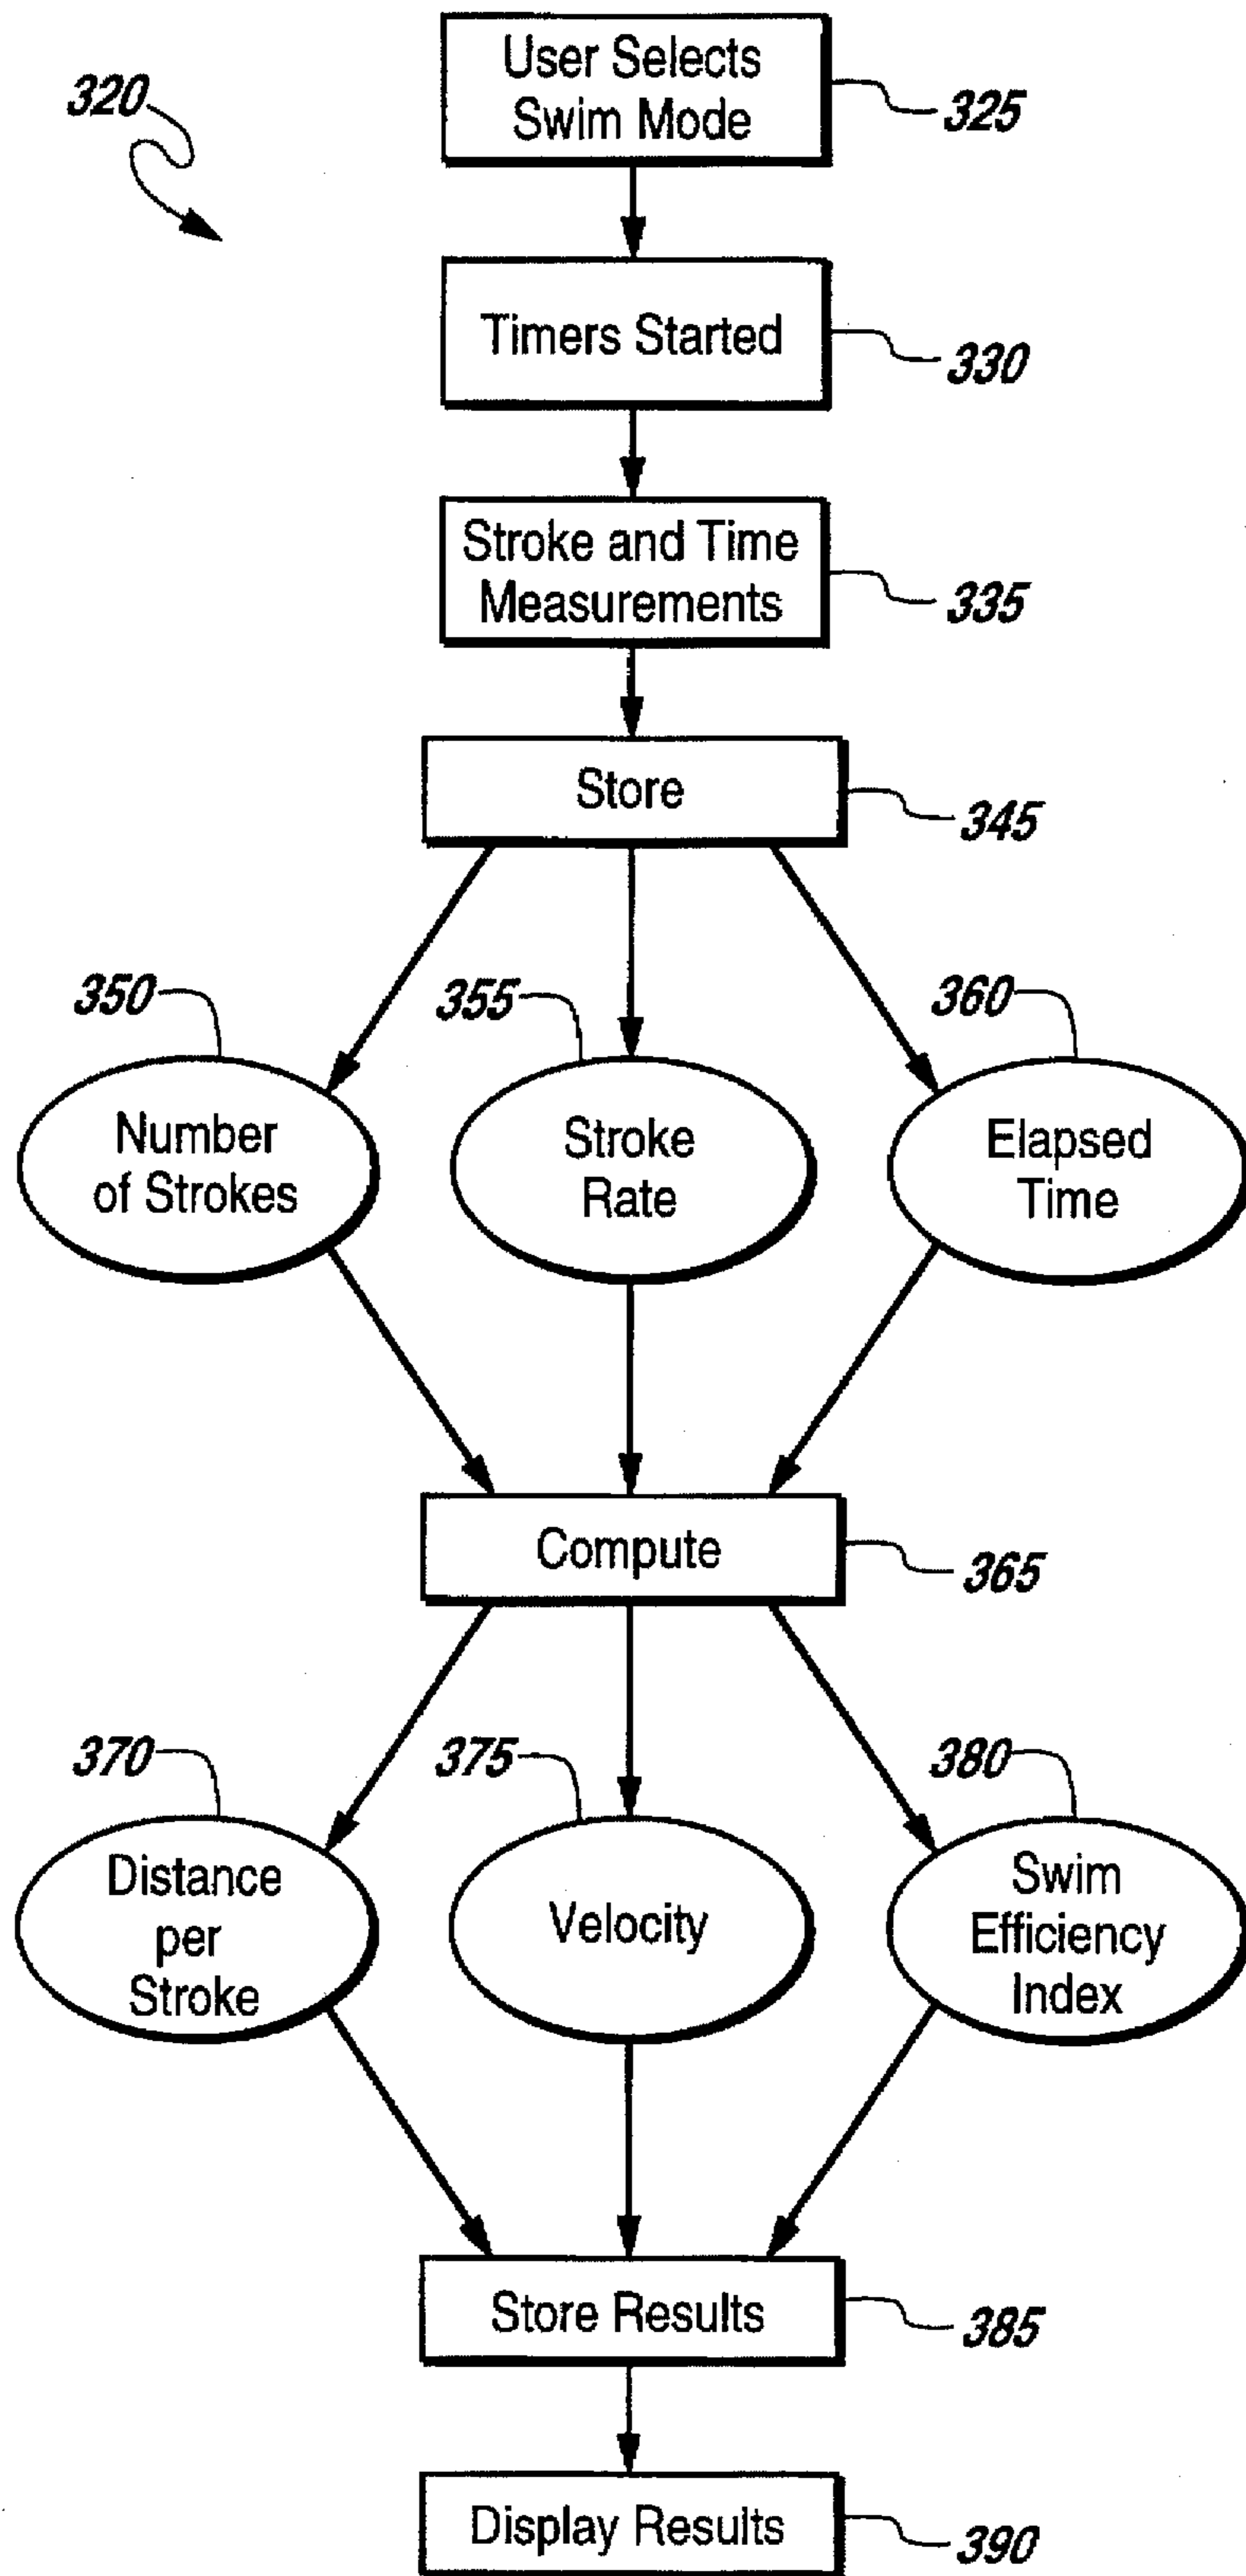 320
User Selects
Swim Mode
325
Timers Started
330
Stroke and Time
Measurements
335
Store
345
350
355
360
Number
of Strokes
Stroke
Rate
Elapsed
Time
Compute
365
370
375
380
Distance
per
Stroke
Velocity
Swim
Efficiency
Index
Store Results
385
Display Results
390